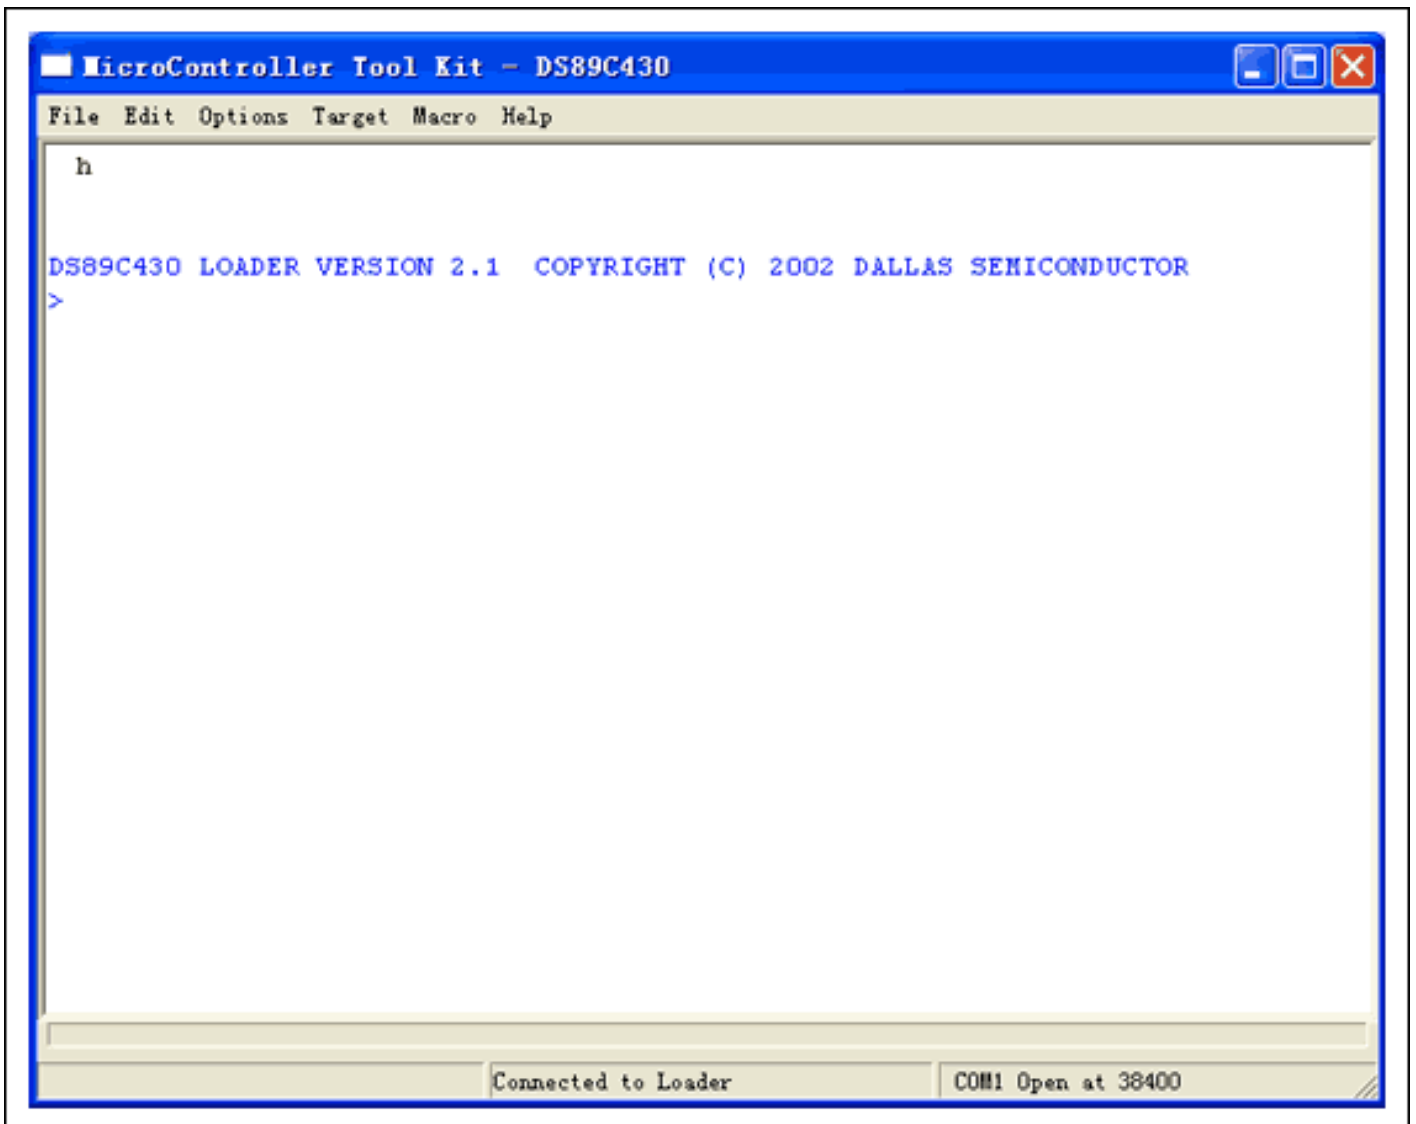 MicroController Tool Kit - DS89C430
File Edit Options Target Macro Help
h
DS89C430 LOADER VERSION 2.1  COPYRIGHT (C) 2002 DALLAS SEMICONDUCTOR
>
Connected to Loader COM1 Open at 38400